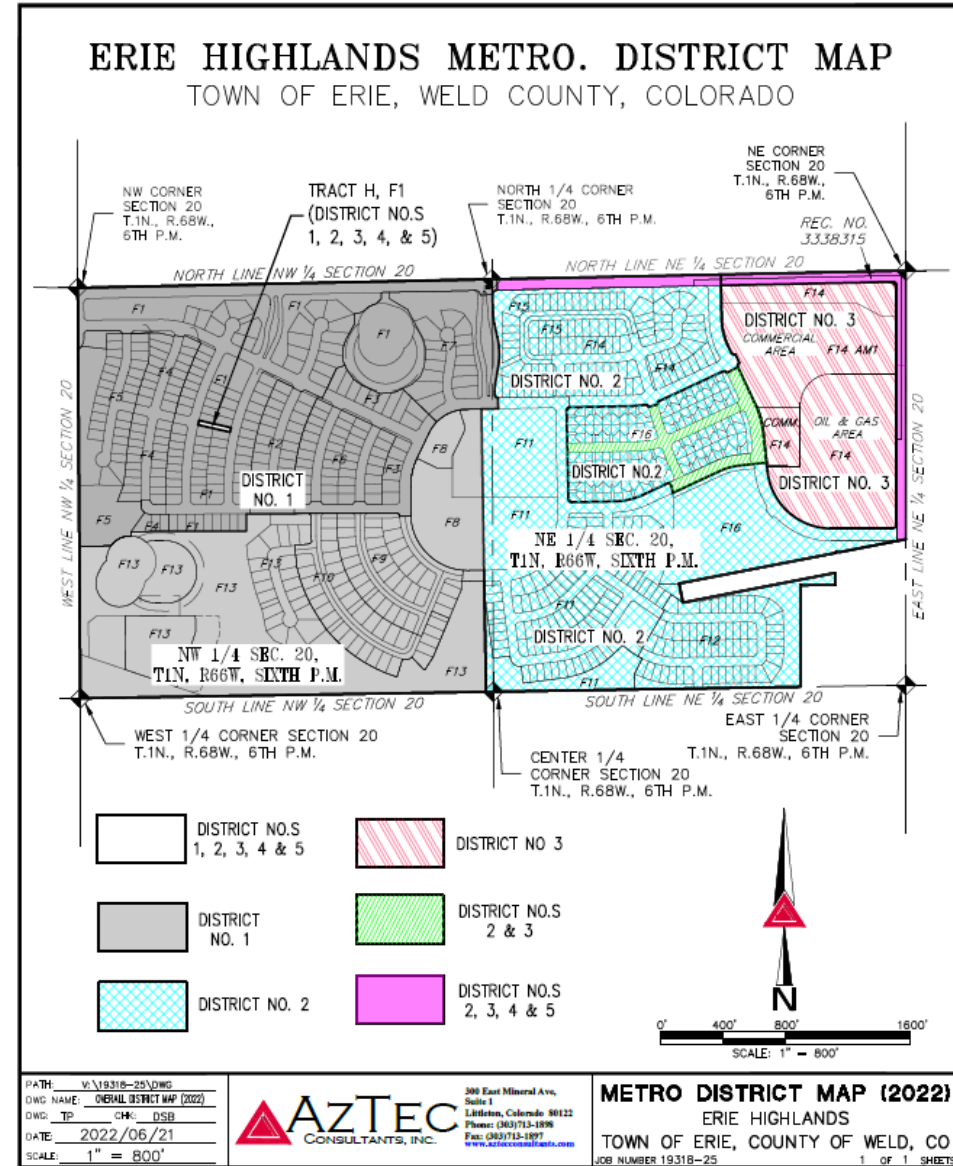 ERIE HIGHLANDS METRO. DISTRICT MAP
TOWN OF ERIE, WELD COUNTY, COLORADO
NW CORNER
SECTION 20
T.1N., R.68W.,
6TH P.M.
TRACT H, F1
(DISTRICT NO.S
1, 2, 3, 4, & 5)
NORTH 1/4 CORNER
SECTION 20
T.1N., R.68W., 6TH P.M.
NE CORNER
SECTION 20
T.1N., R.68W.,
6TH P.M.
REC. NO.
3338315
NORTH LINE NW ¼ SECTION 20
NORTH LINE NE ¼ SECTION 20
WEST LINE NW ¼ SECTION 20
EAST LINE NE ¼ SECTION 20
F1
F1
F7
F15
F15
F14
F14
F14
DISTRICT NO. 3
COMMERCIAL
AREA
F14 AM1
F5
F4
F1
F3
DISTRICT NO. 2
F4
F2
F6
F3
F8
F11
F16
DISTRICT NO.2
COMM.
F14
OIL & GAS
AREA
F14
DISTRICT
NO. 1
F1
DISTRICT NO. 3
F5
F4
F1
F8
F11
F16
NE 1/4 SEC. 20,
T1N, R66W, SIXTH P.M.
F13
F13
F13
F13
F10
F9
F11
F13
DISTRICT NO. 2
F12
NW 1/4 SEC. 20,
T1N, R66W, SIXTH P.M.
F13
F11
SOUTH LINE NW ¼ SECTION 20
SOUTH LINE NE ¼ SECTION 20
WEST 1/4 CORNER SECTION 20
T.1N., R.68W., 6TH P.M.
CENTER 1/4
CORNER SECTION 20
T.1N., R.68W., 6TH P.M.
EAST 1/4 CORNER
SECTION 20
T.1N., R.68W., 6TH P.M.
DISTRICT NO.S
1, 2, 3, 4 & 5
DISTRICT NO 3
DISTRICT
NO. 1
DISTRICT NO.S
2 & 3
DISTRICT NO. 2
DISTRICT NO.S
2, 3, 4 & 5
N
0' 400' 800' 1600'
SCALE: 1" = 800'
PATH: V:\19318-25\DWG
DWG NAME: OVERALL DISTRICT MAP (2022)
DWG: TP CHK: DSB
DATE: 2022/06/21
SCALE: 1" = 800'
AZTEC
CONSULTANTS, INC.
300 East Mineral Ave,
Suite 1
Littleton, Colorado 80122
Phone: (303)713-1898
Fax: (303)713-1897
www.aztecconsultants.com
METRO DISTRICT MAP (2022)
ERIE HIGHLANDS
TOWN OF ERIE, COUNTY OF WELD, CO
JOB NUMBER 19318-25 1 OF 1 SHEETS